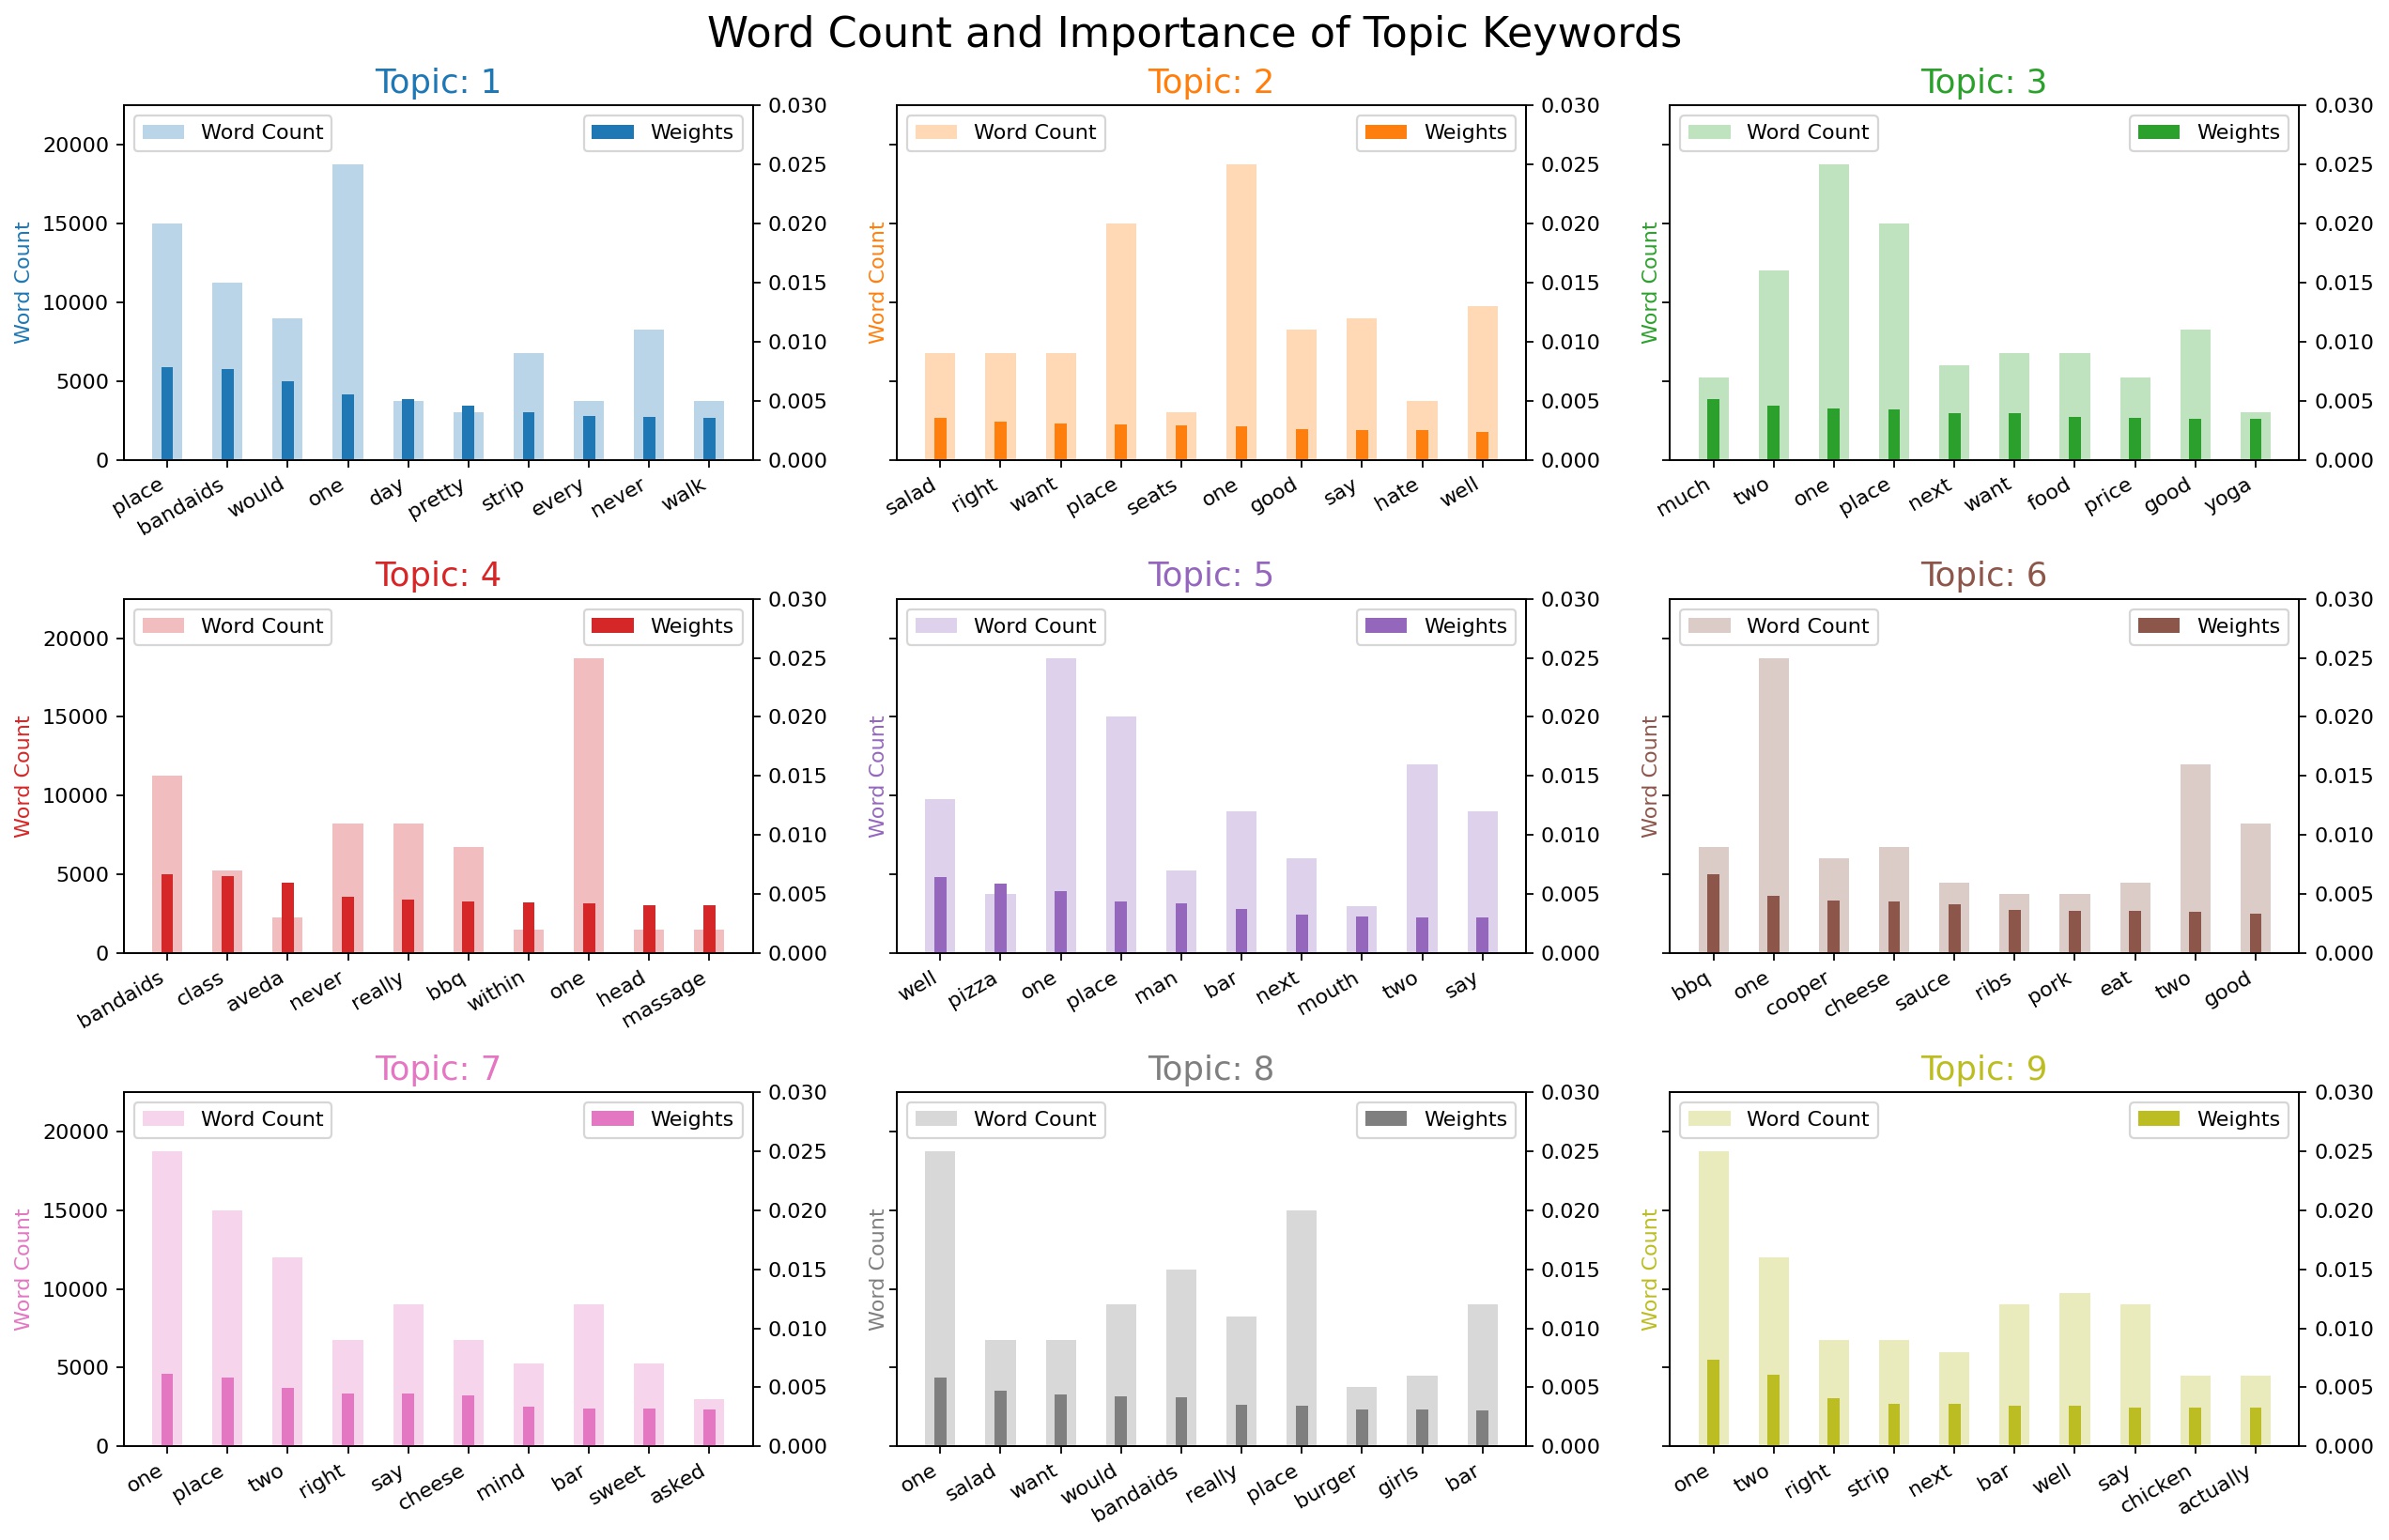 Word Count and Importance of Topic Keywords
Topic: 1
Word Count
Weights
Word Count
20000
15000
10000
5000
0
0.030
0.025
0.020
0.015
0.010
0.005
0.000
place bandaids would one day pretty strip every never walk
Topic: 2
Word Count
Weights
Word Count
0.030
0.025
0.020
0.015
0.010
0.005
0.000
salad right want place seats one good say hate well
Topic: 3
Word Count
Weights
Word Count
0.030
0.025
0.020
0.015
0.010
0.005
0.000
much two one place next want food price good yoga
Topic: 4
Word Count
Weights
Word Count
20000
15000
10000
5000
0
0.030
0.025
0.020
0.015
0.010
0.005
0.000
bandaids class aveda never really bbq within one head massage
Topic: 5
Word Count
Weights
Word Count
0.030
0.025
0.020
0.015
0.010
0.005
0.000
well pizza one place man bar next mouth two say
Topic: 6
Word Count
Weights
Word Count
0.030
0.025
0.020
0.015
0.010
0.005
0.000
bbq one cooper cheese sauce ribs pork eat two good
Topic: 7
Word Count
Weights
Word Count
20000
15000
10000
5000
0
0.030
0.025
0.020
0.015
0.010
0.005
0.000
one place two right say cheese mind bar sweet asked
Topic: 8
Word Count
Weights
Word Count
0.030
0.025
0.020
0.015
0.010
0.005
0.000
one salad want would bandaids really place burger girls bar
Topic: 9
Word Count
Weights
Word Count
0.030
0.025
0.020
0.015
0.010
0.005
0.000
one two right strip next bar well say chicken actually